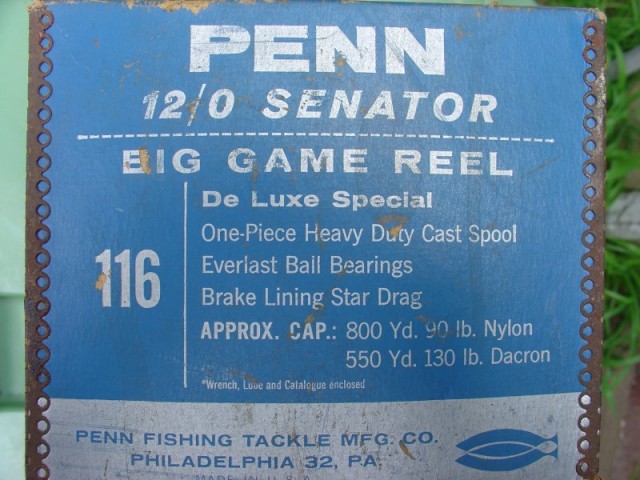 PENN
12/0 SENATOR
BIG GAME REEL
De Luxe Special
One-Piece Heavy Duty Cast Spool
116
Everlast Ball Bearings
Brake Lining Star Drag
APPROX. CAP.: 800 Yd. 90 lb. Nylon
550 Yd. 130 lb. Dacron
*Wrench, Lube and Catalogue enclosed
PENN FISHING TACKLE MFG. CO.
PHILADELPHIA 32, PA.
MADE IN U.S.A.